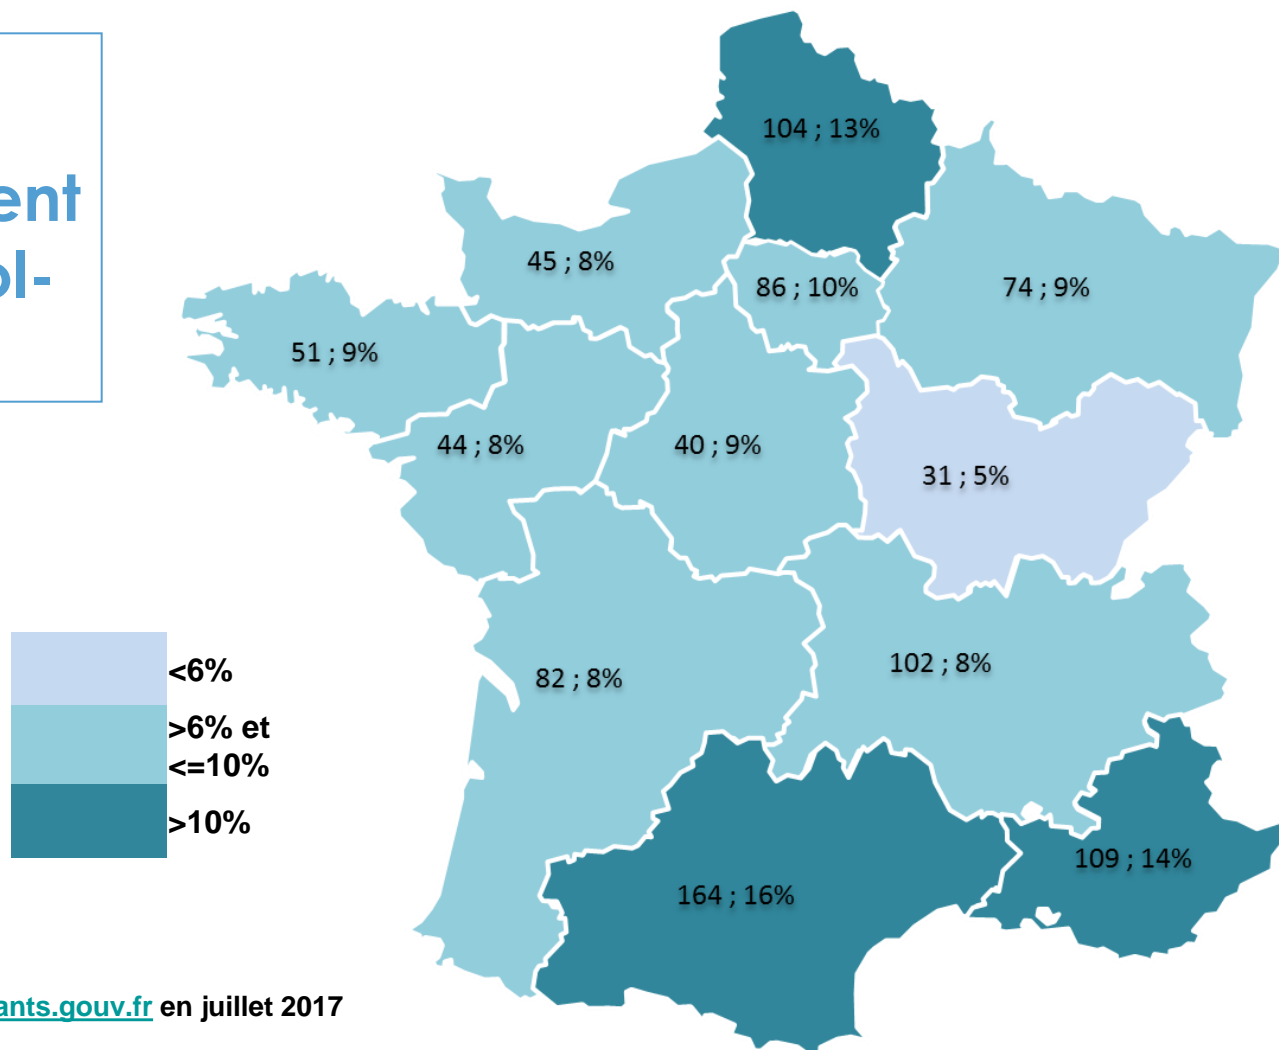 ent
ol-
104 ; 13%
45 ; 8%
86 ; 10%
74 ; 9%
51 ; 9%
44 ; 8%
40 ; 9%
31 ; 5%
82 ; 8%
102 ; 8%
164 ; 16%
109 ; 14%
<6%
>6% et
<=10%
>10%
ants.gouv.fr en juillet 2017